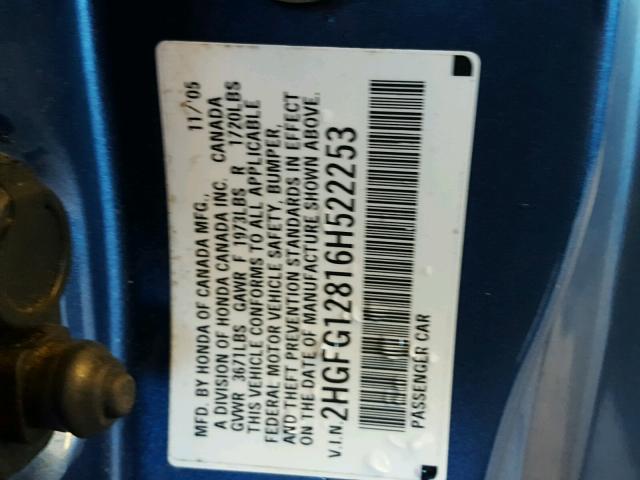 MFD. BY HONDA OF CANADA MFG., 11/05
A DIVISION OF HONDA CANADA INC. CANADA
GVWR 3671LBS GAWR F 1973LBS R 1720LBS
THIS VEHICLE CONFORMS TO ALL APPLICABLE
FEDERAL MOTOR VEHICLE SAFETY, BUMPER,
AND THEFT PREVENTION STANDARDS IN EFFECT
ON THE DATE OF MANUFACTURE SHOWN ABOVE.
V.I.N. 2HGFG12816H522253
PASSENGER CAR